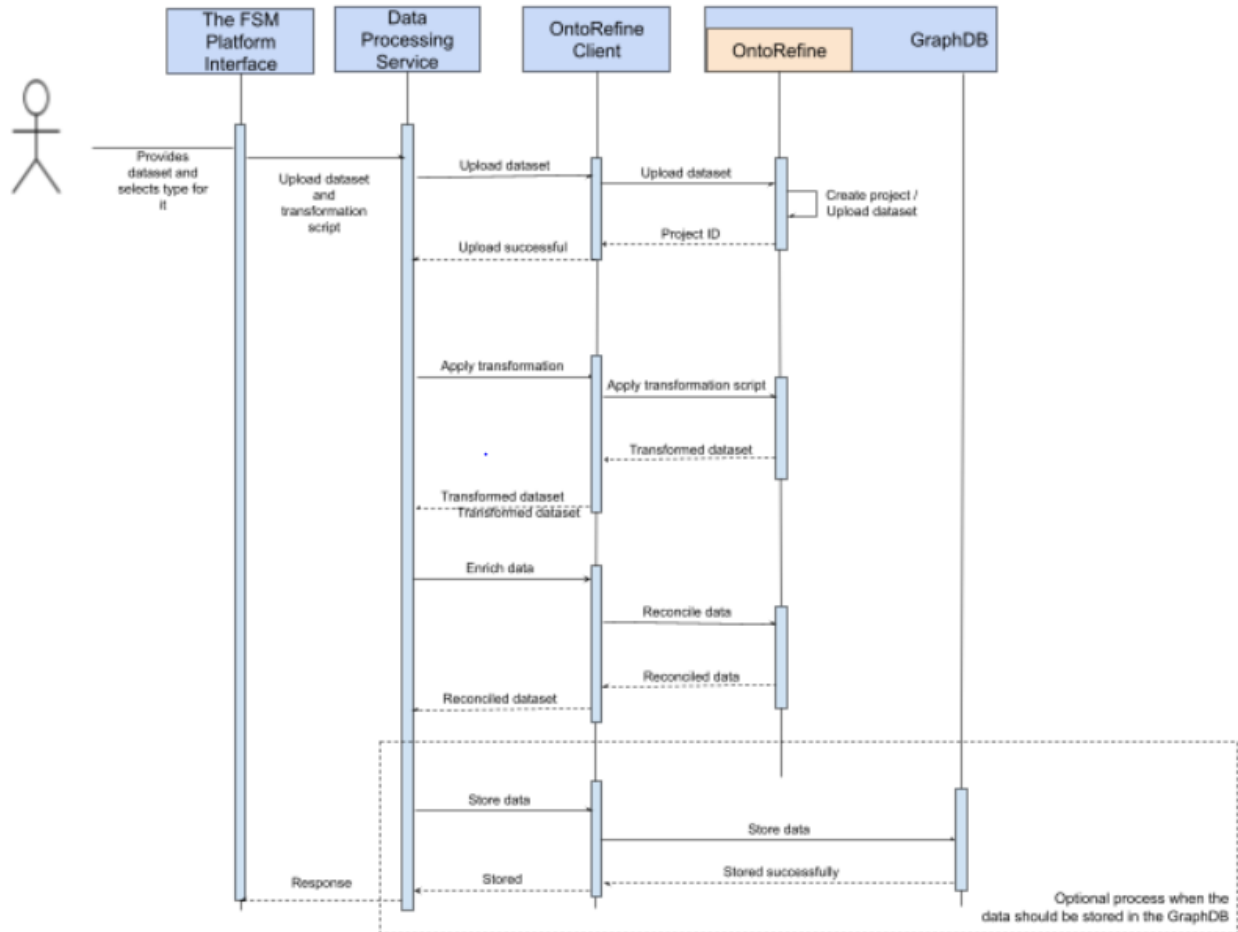 The FSM
Platform
Interface
Data
Processing
Service
OntoRefine
Client
OntoRefine
GraphDB
Provides
dataset and
selects type for
it
Upload dataset
and
transformation
script
Upload dataset
Upload dataset
Create project /
Upload dataset
Project ID
Upload successful
Apply transformation
Apply transformation script
Transformed dataset
Transformed dataset
Transformed dataset
Enrich data
Reconcile data
Reconciled data
Reconciled dataset
Store data
Store data
Stored successfully
Stored
Response
Optional process when the
data should be stored in the GraphDB